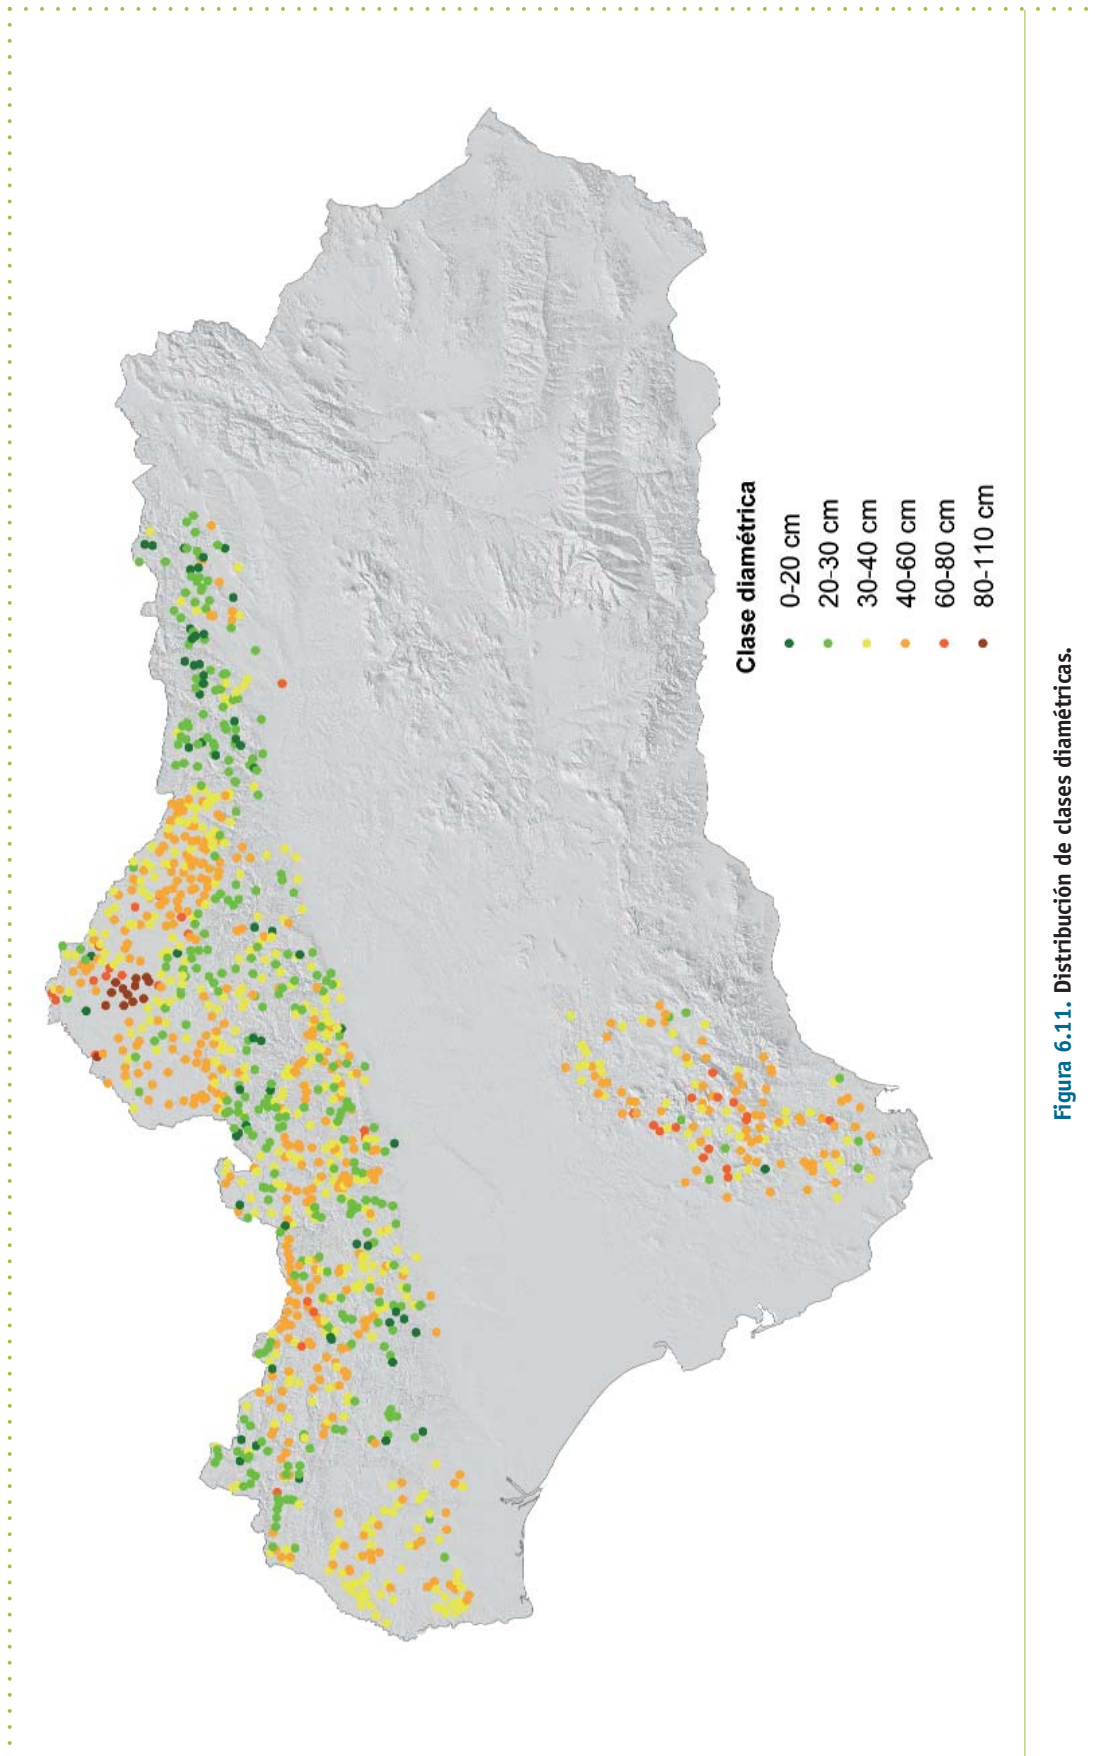 Clase diamétrica
0-20 cm
20-30 cm
30-40 cm
40-60 cm
60-80 cm
80-110 cm
Figura 6.11. Distribución de clases diamétricas.